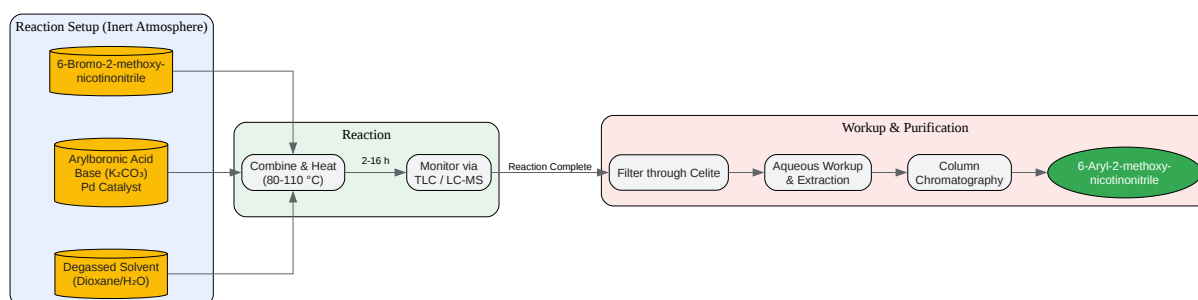 Reaction Setup (Inert Atmosphere)
6-Bromo-2-methoxy-
nicotinonitrile
Arylboronic Acid
Base (K₂CO₃)
Pd Catalyst
Degassed Solvent
(Dioxane/H₂O)
Reaction
Combine & Heat
(80-110 °C)
2-16 h
Monitor via
TLC / LC-MS
Reaction Complete
Workup & Purification
Filter through Celite
Aqueous Workup
& Extraction
Column
Chromatography
6-Aryl-2-methoxy-
nicotinonitrile